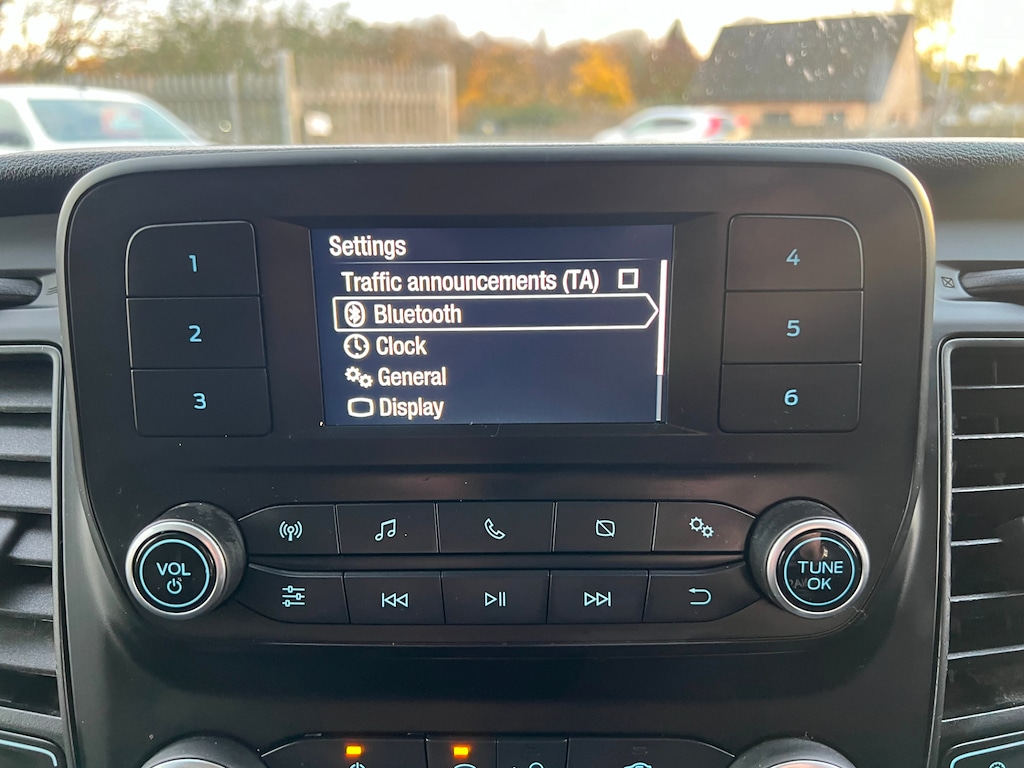 1
2
3
Settings
Traffic announcements (TA)
Bluetooth
Clock
General
Display
4
5
6
VOL
TUNE
OK